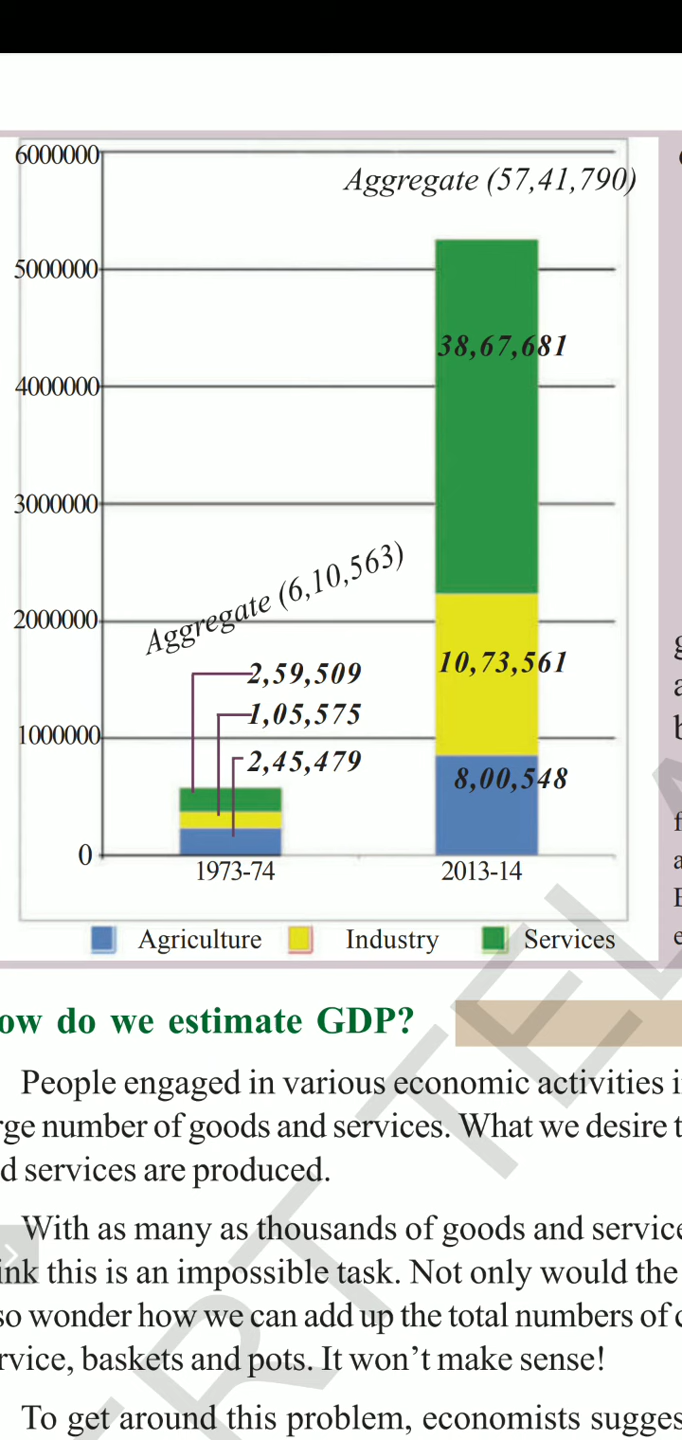 6000000
Aggregate (57,41,790)
5000000
38,67,681
4000000
3000000
Aggregate (6,10,563)
2000000
2,59,509
10,73,561
1,05,575
1000000
2,45,479
8,00,548
0
1973-74 2013-14
Agriculture Industry Services
ow do we estimate GDP?
People engaged in various economic activities i
rge number of goods and services. What we desire t
d services are produced.
With as many as thousands of goods and service
ink this is an impossible task. Not only would the
so wonder how we can add up the total numbers of c
rvice, baskets and pots. It won't make sense!
To get around this problem, economists sugges